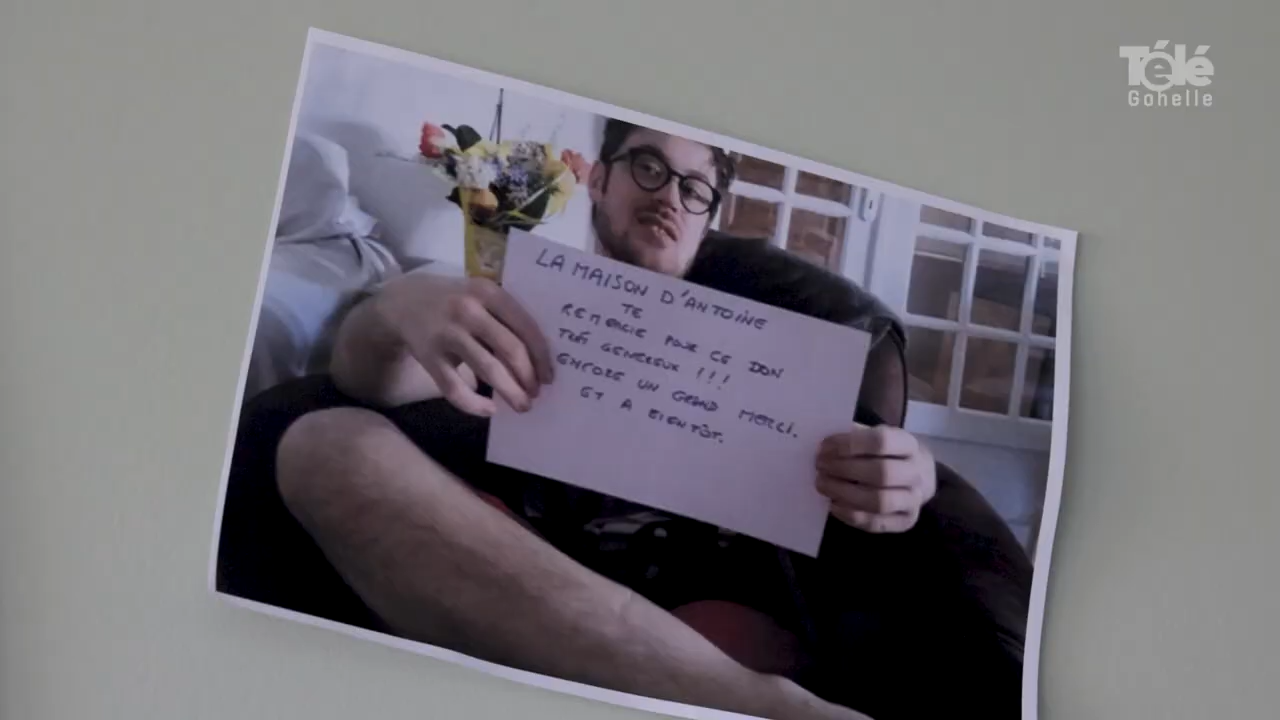 Télé
Gohelle
LA MAISON D'ANTOINE
TE
REMERCIE POUR CE DON
TRÈS GENEREUX !!!
ENCORE UN GRAND MERCI.
ET A BIENTÔT.